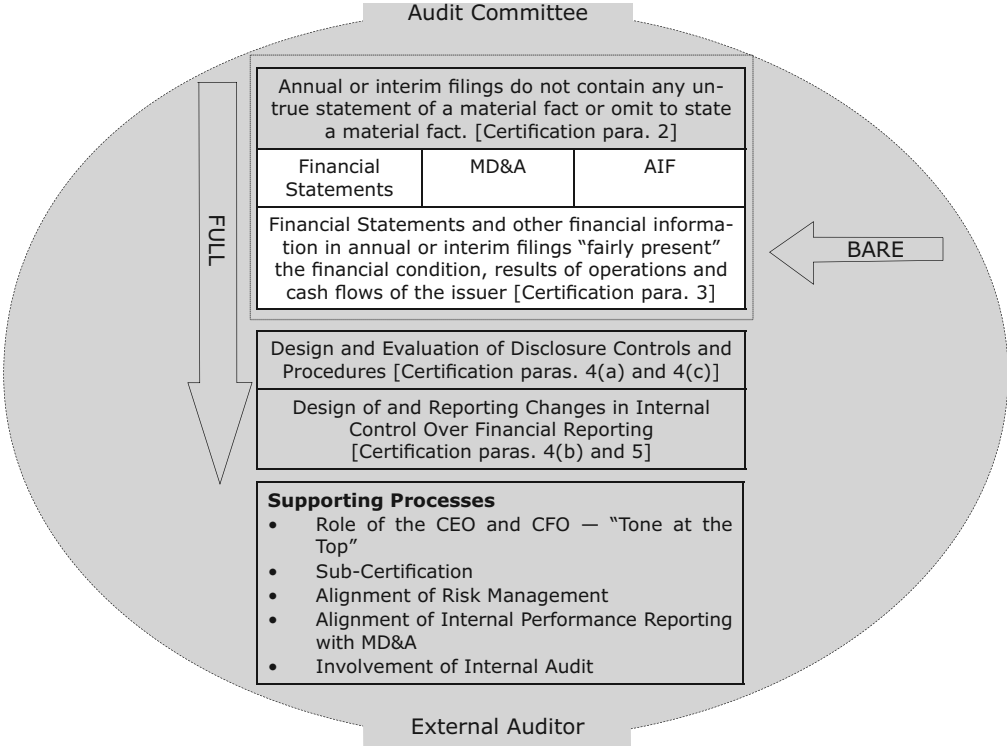 Audit Committee
Annual or interim filings do not contain any un-
true statement of a material fact or omit to state
a material fact. [Certification para. 2]
Financial
Statements
MD&A
AIF
Financial Statements and other financial informa-
tion in annual or interim filings “fairly present”
the financial condition, results of operations and
cash flows of the issuer [Certification para. 3]
FULL
BARE
Design and Evaluation of Disclosure Controls and
Procedures [Certification paras. 4(a) and 4(c)]
Design of and Reporting Changes in Internal
Control Over Financial Reporting
[Certification paras. 4(b) and 5]
Supporting Processes
• Role of the CEO and CFO — “Tone at the
Top”
• Sub-Certification
• Alignment of Risk Management
• Alignment of Internal Performance Reporting
with MD&A
• Involvement of Internal Audit
External Auditor